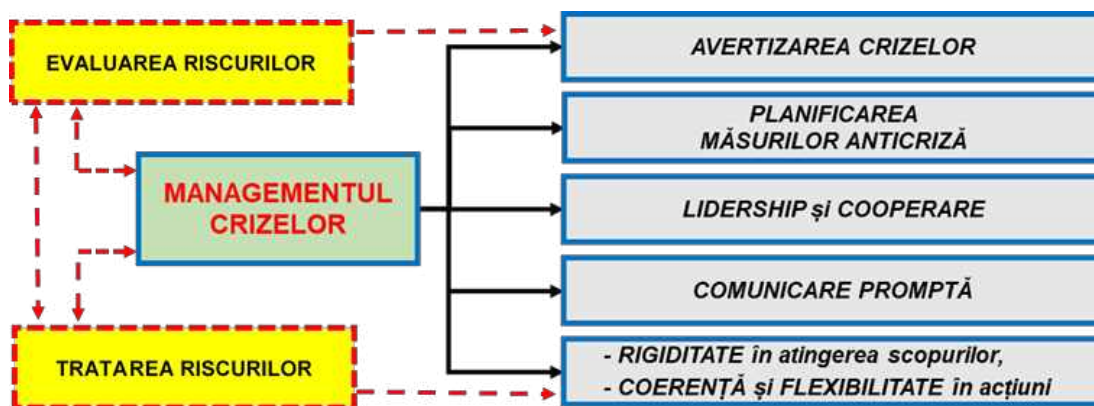 EVALUAREA RISCURILOR
MANAGEMENTUL
CRIZELOR
TRATAREA RISCURILOR
AVERTIZAREA CRIZELOR
PLANIFICAREA
MĂSURILOR ANTICRIZĂ
LIDERSHIP și COOPERARE
COMUNICARE PROMPTĂ
- RIGIDITATE în atingerea scopurilor,
- COERENȚĂ și FLEXIBILITATE în acțiuni